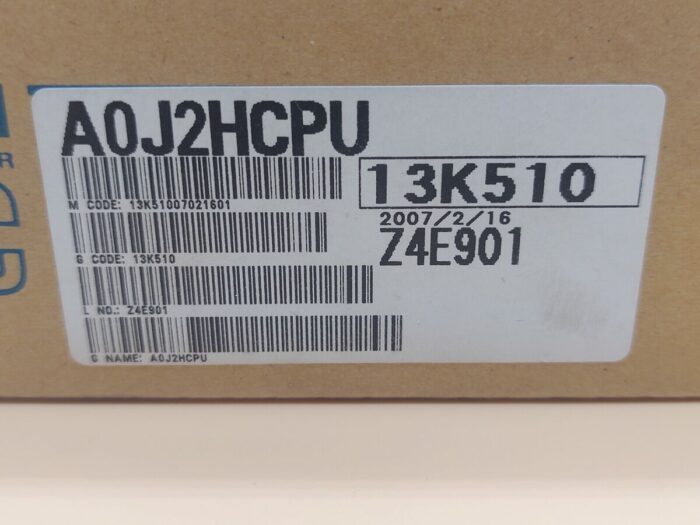 A0J2HCPU
13K510
M CODE: 13K51007021601
2007/2/16
Z4E901
G CODE: 13K510
L NO.: Z4E901
G NAME: A0J2HCPU